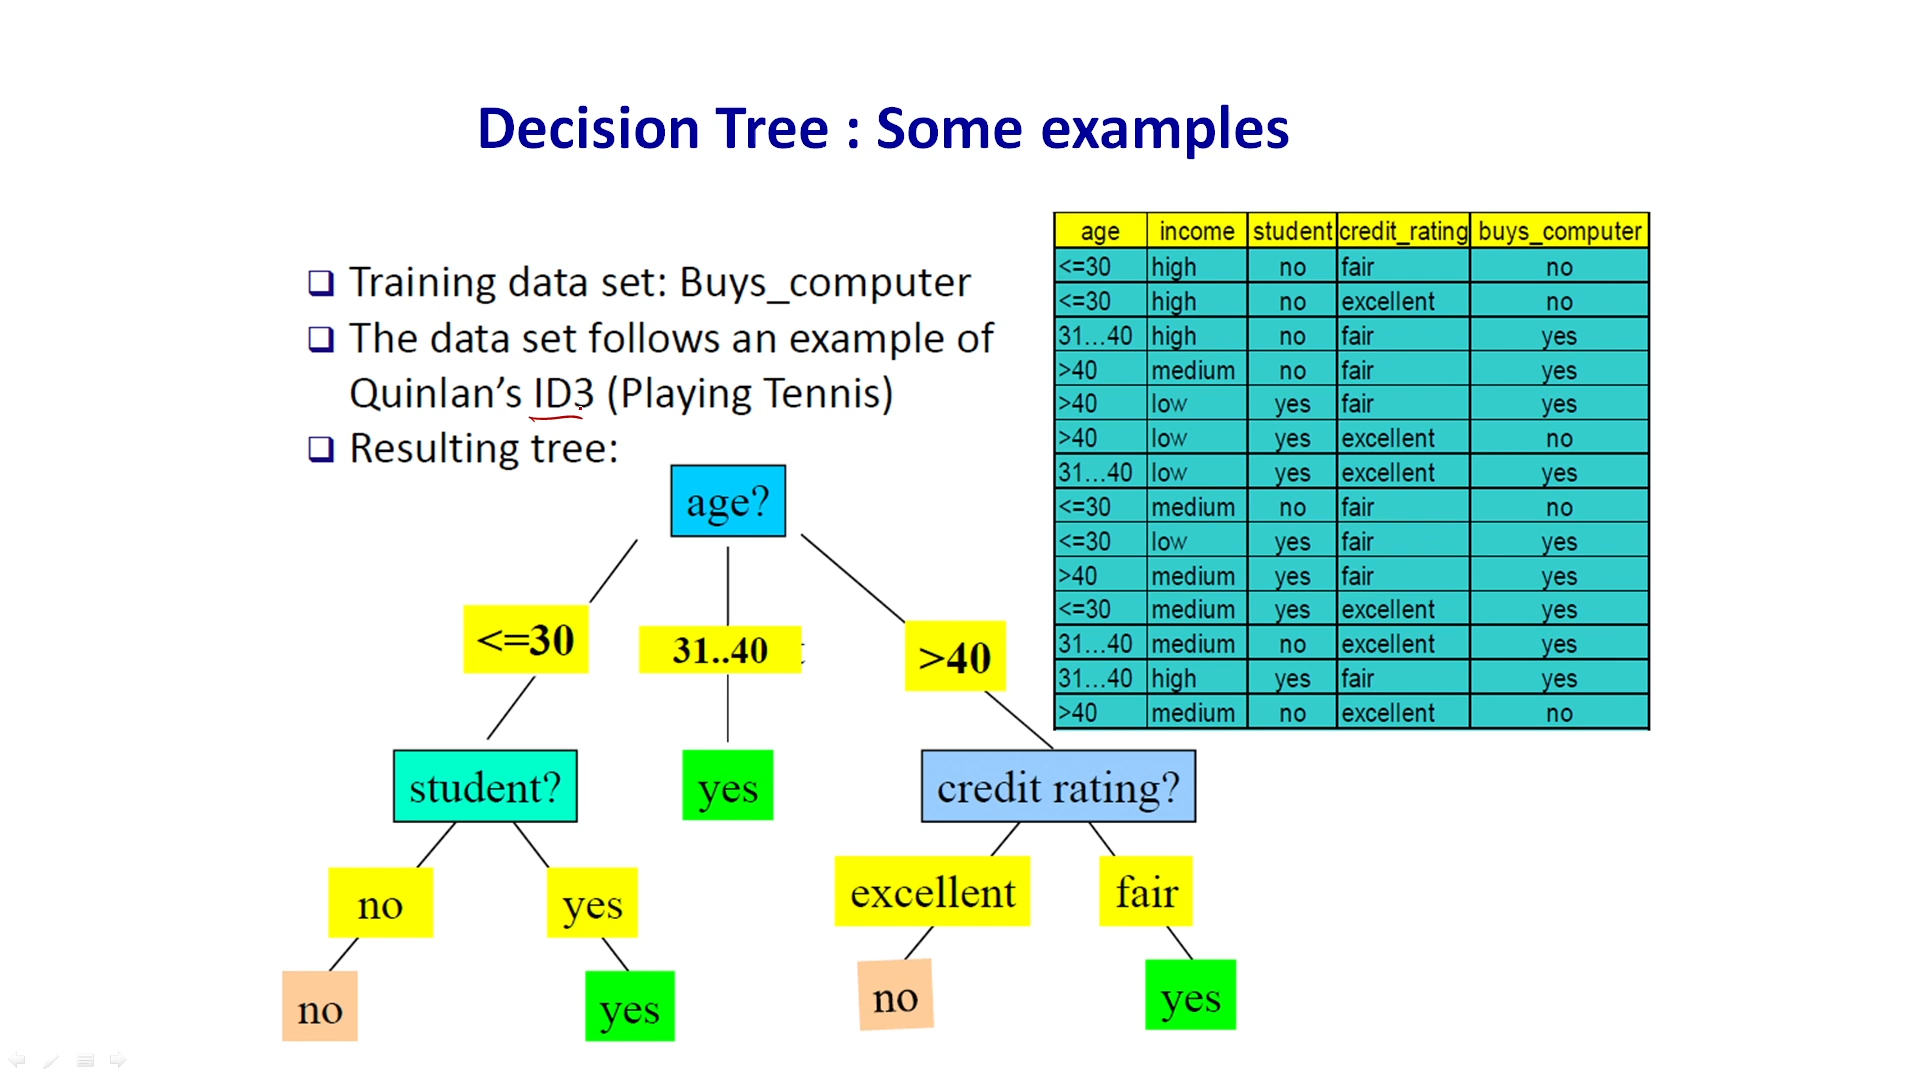 Decision Tree : Some examples
Training data set: Buys_computer
The data set follows an example of
Quinlan's ID3 (Playing Tennis)
Resulting tree:
age income student credit_rating buys_computer
<=30 high no fair no
<=30 high no excellent no
31…40 high no fair yes
>40 medium no fair yes
>40 low yes fair yes
>40 low yes excellent no
31…40 low yes excellent yes
<=30 medium no fair no
<=30 low yes fair yes
>40 medium yes fair yes
<=30 medium yes excellent yes
31…40 medium no excellent yes
31…40 high yes fair yes
>40 medium no excellent no
age?
<=30 31..40 >40
student? yes credit rating?
no yes excellent fair
no yes no yes